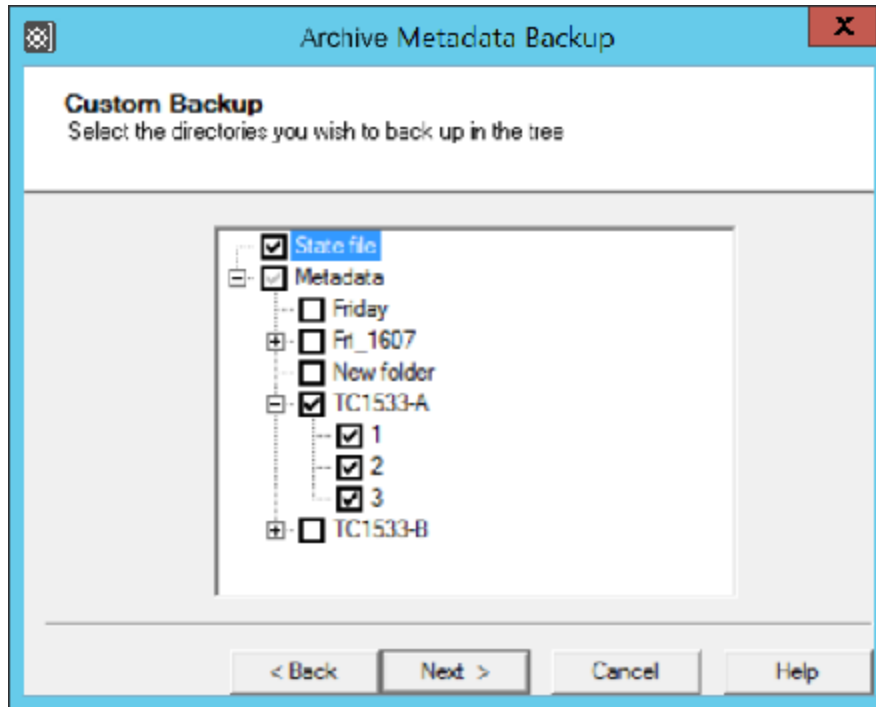 Archive Metadata Backup
X
Custom Backup
Select the directories you wish to back up in the tree
State file
Metadata
Friday
Fri_1607
New folder
TC1533-A
1
2
3
TC1533-B
< Back Next > Cancel Help